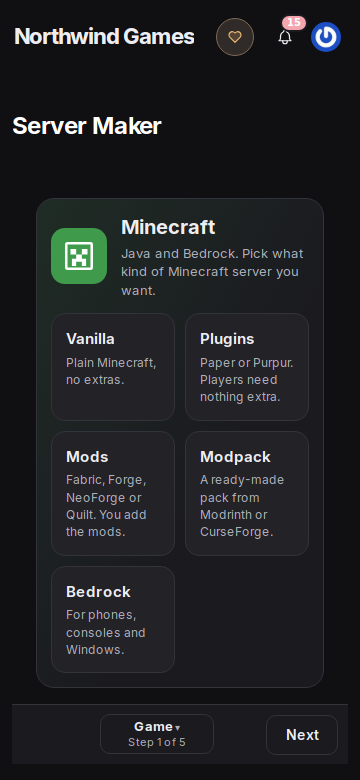 Northwind Games
15
Server Maker
Minecraft
Java and Bedrock. Pick what
kind of Minecraft server you
want.
Vanilla
Plain Minecraft,
no extras.
Plugins
Paper or Purpur.
Players need
nothing extra.
Mods
Fabric, Forge,
NeoForge or
Quilt. You add
the mods.
Modpack
A ready-made
pack from
Modrinth or
CurseForge.
Bedrock
For phones,
consoles and
Windows.
Game ▾
Step 1 of 5
Next